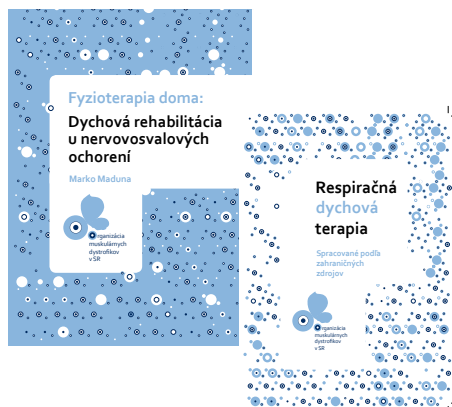 Fyzioterapia doma:
Dychová rehabilitácia
u nervovosvalových
ochorení
Marko Maduna
Organizácia
muskulárnych
dystrofikov
v SR
Respiračná
dychová
terapia
Spracované podľa
zahraničných
zdrojov
Organizácia
muskulárnych
dystrofikov
v SR